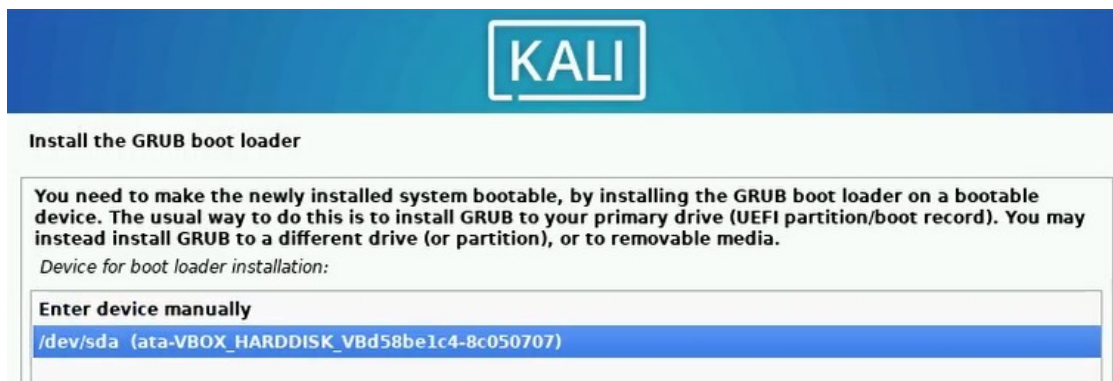 KALI
Install the GRUB boot loader
You need to make the newly installed system bootable, by installing the GRUB boot loader on a bootable
device. The usual way to do this is to install GRUB to your primary drive (UEFI partition/boot record). You may
instead install GRUB to a different drive (or partition), or to removable media.
Device for boot loader installation:
Enter device manually
/dev/sda (ata-VBOX_HARDDISK_VBd58be1c4-8c050707)